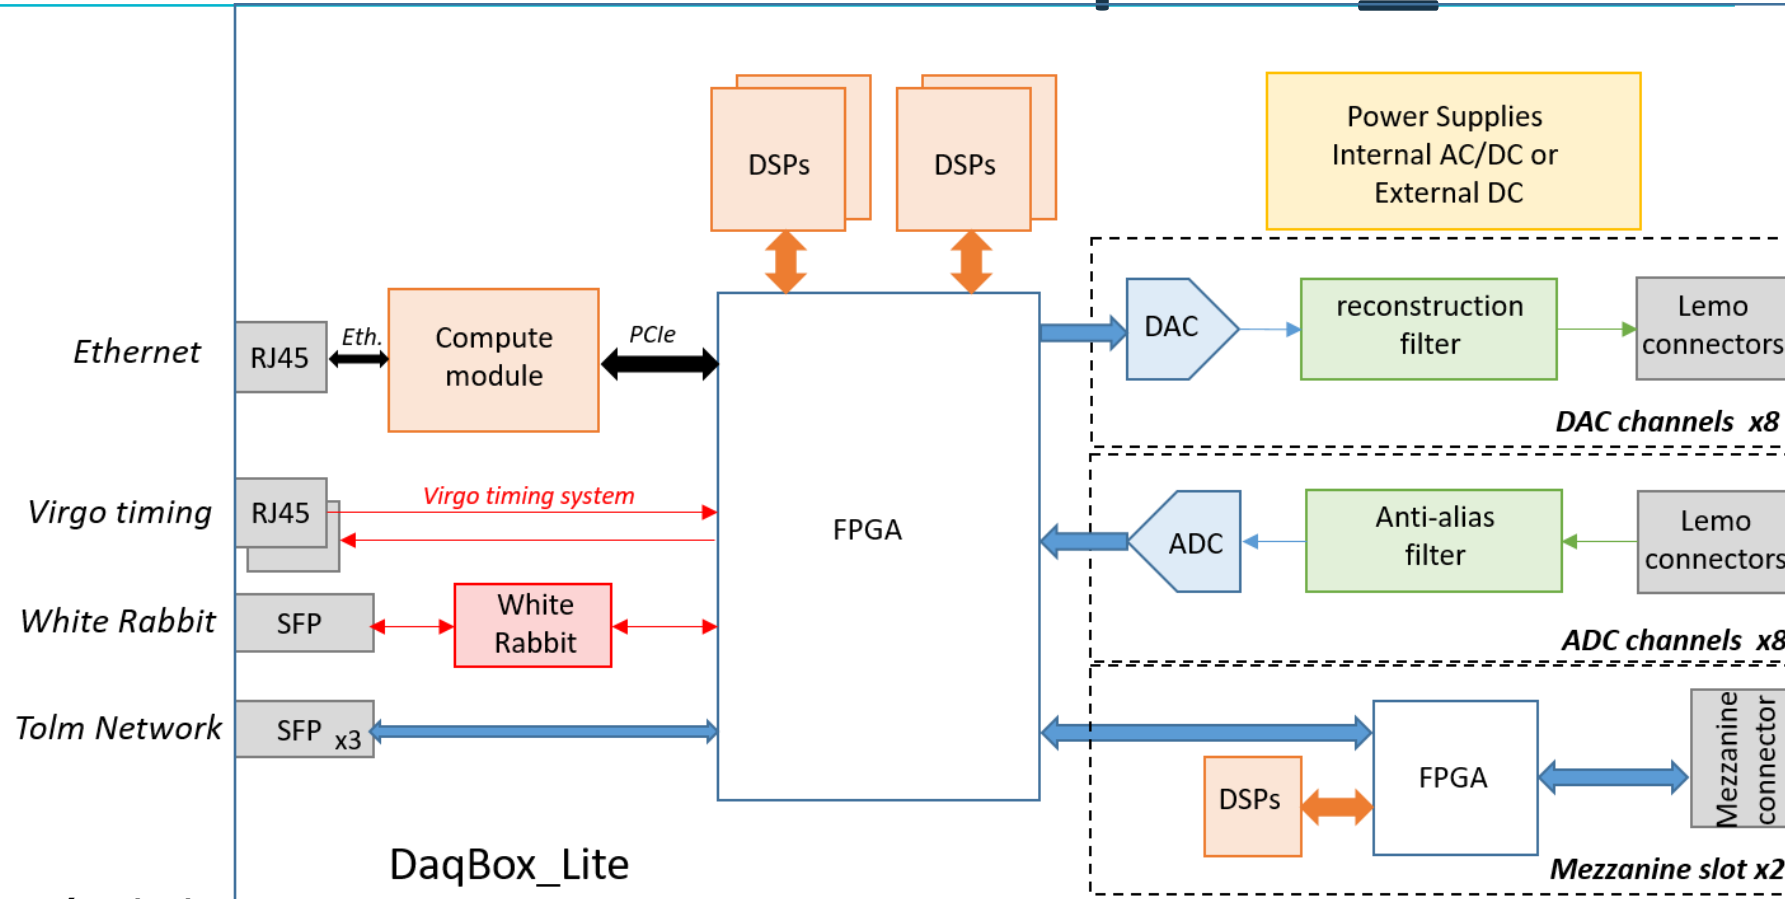 DSPs
DSPs
Power Supplies
Internal AC/DC or
External DC
Ethernet
RJ45
Eth.
Compute
module
PCIe
DAC
reconstruction
filter
Lemo
connectors
DAC channels x8
Virgo timing
RJ45
Virgo timing system
FPGA
ADC
Anti-alias
filter
Lemo
connectors
ADC channels x8
White Rabbit
SFP
White
Rabbit
Tolm Network
SFP x3
DSPs
FPGA
Mezzanine
connector
Mezzanine slot x2
DaqBox_Lite